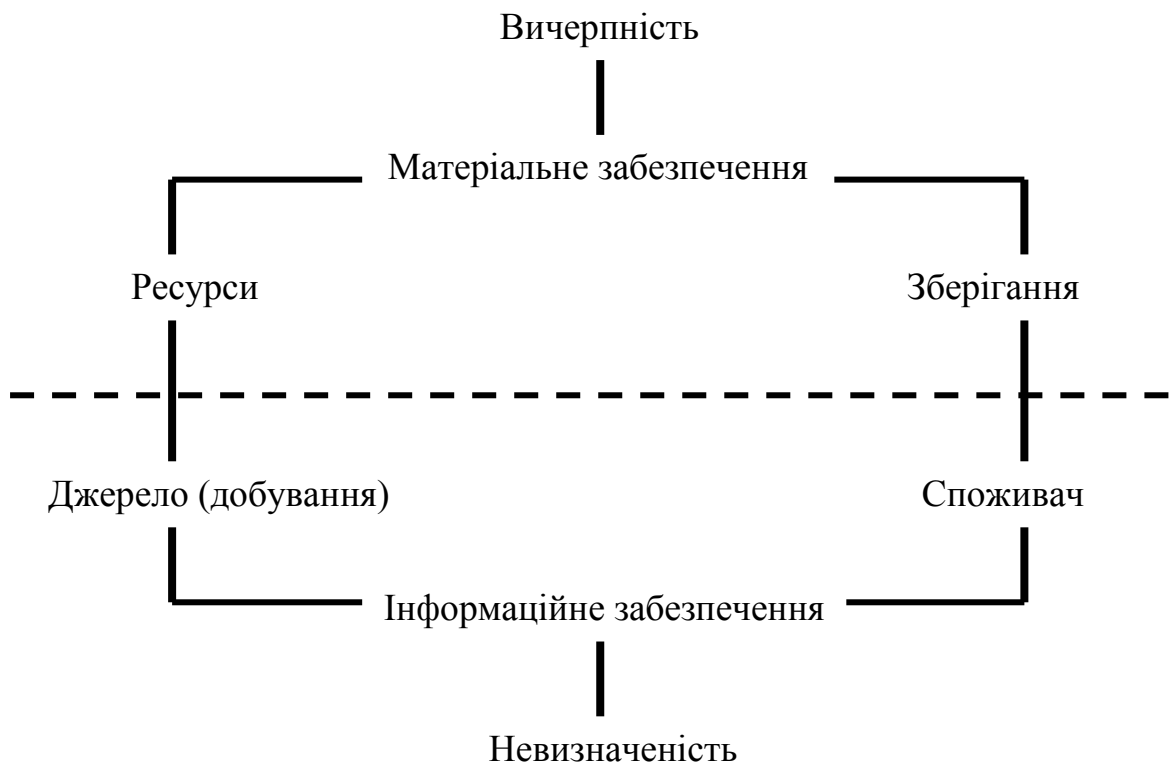 Вичерпність
Матеріальне забезпечення
Ресурси
Зберігання
Джерело (добування)
Споживач
Інформаційне забезпечення
Невизначеність